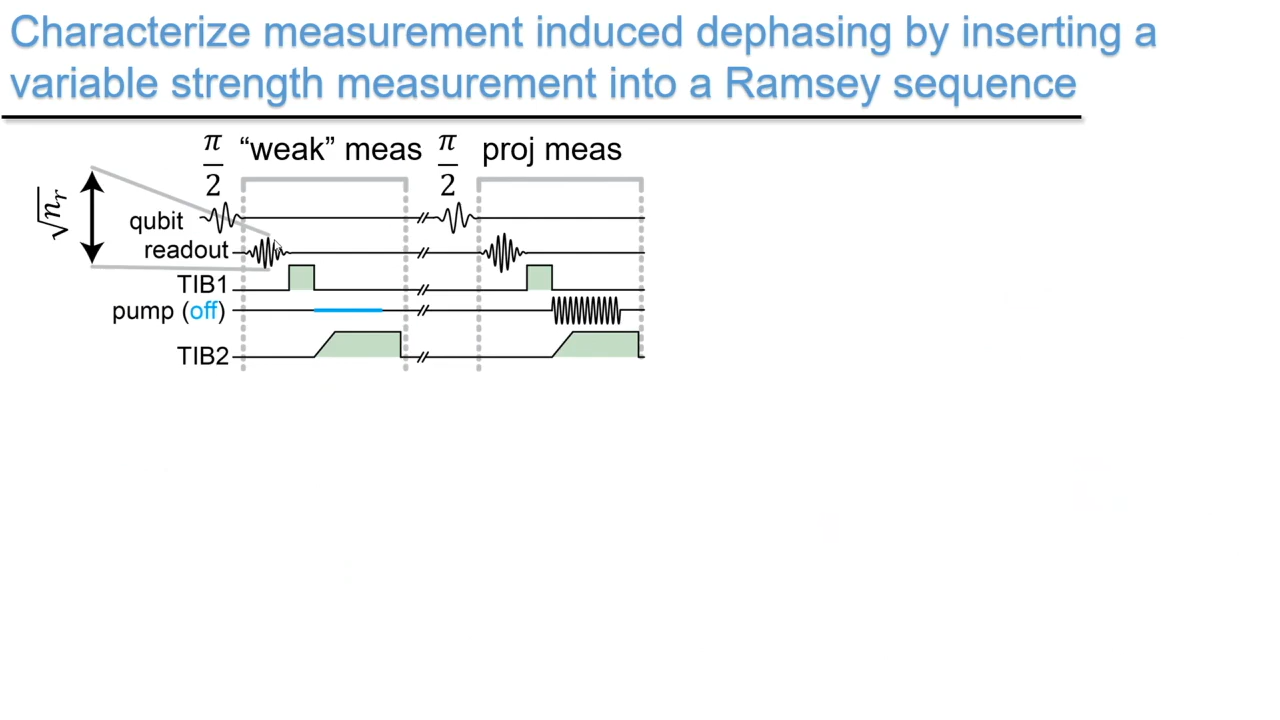 Characterize measurement induced dephasing by inserting a
variable strength measurement into a Ramsey sequence
π/2 “weak” meas π/2 proj meas
√n_r
qubit
readout
TIB1
pump (off)
TIB2